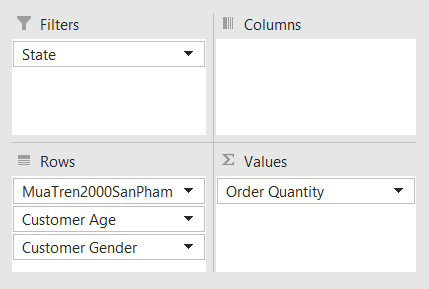 Filters
State
Columns
Rows
MuaTren2000SanPham
Customer Age
Customer Gender
Values
Order Quantity